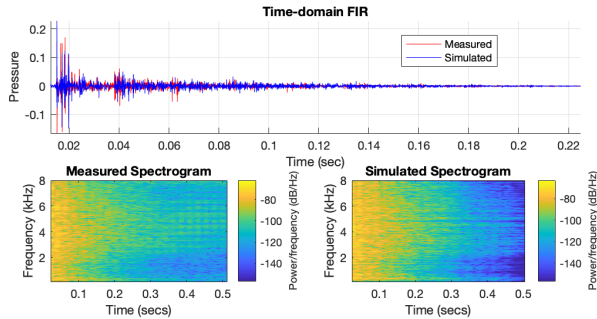 Time-domain FIR
0.2
0.1
0
-0.1
Pressure
Measured
Simulated
0.02 0.04 0.06 0.08 0.1 0.12 0.14 0.16 0.18 0.2 0.22
Time (sec)
Measured Spectrogram
8
6
4
2
Frequency (kHz)
0.1 0.2 0.3 0.4 0.5
Time (secs)
-80
-100
-120
-140
Power/frequency (dB/Hz)
Simulated Spectrogram
8
6
4
2
Frequency (kHz)
0.1 0.2 0.3 0.4 0.5
Time (secs)
-80
-100
-120
-140
Power/frequency (dB/Hz)